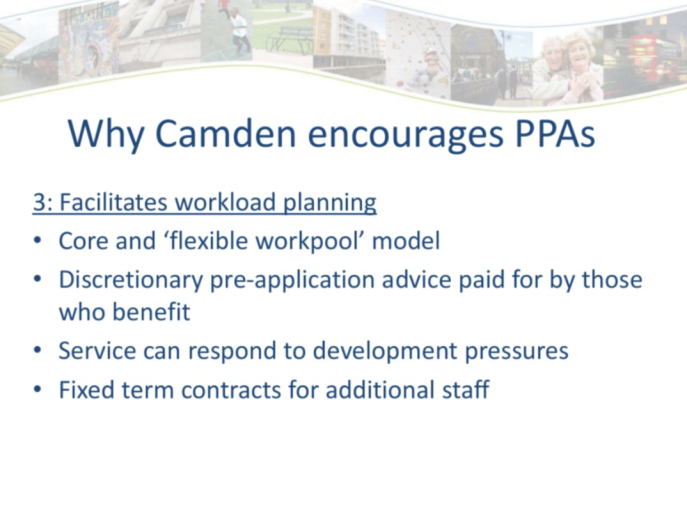 Why Camden encourages PPAs
3: Facilitates workload planning
• Core and ‘flexible workpool’ model
• Discretionary pre-application advice paid for by those
who benefit
• Service can respond to development pressures
• Fixed term contracts for additional staff